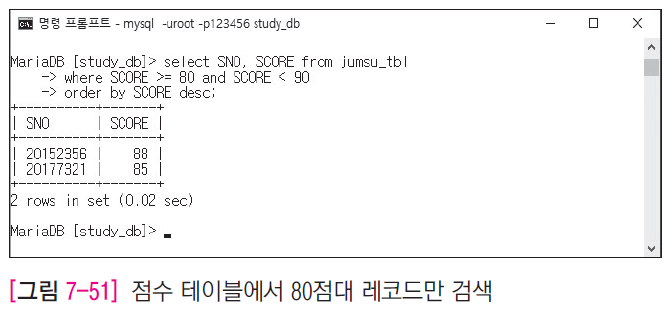 명령 프롬프트 - mysql -uroot -p123456 study_db
MariaDB [study_db]> select SNO, SCORE from jumsu_tbl
    -> where SCORE >= 80 and SCORE < 90
    -> order by SCORE desc;
+----------+-------+
| SNO      | SCORE |
+----------+-------+
| 20152356 |    88 |
| 20177321 |    85 |
+----------+-------+
2 rows in set (0.02 sec)
MariaDB [study_db]> _
[그림 7-51] 점수 테이블에서 80점대 레코드만 검색